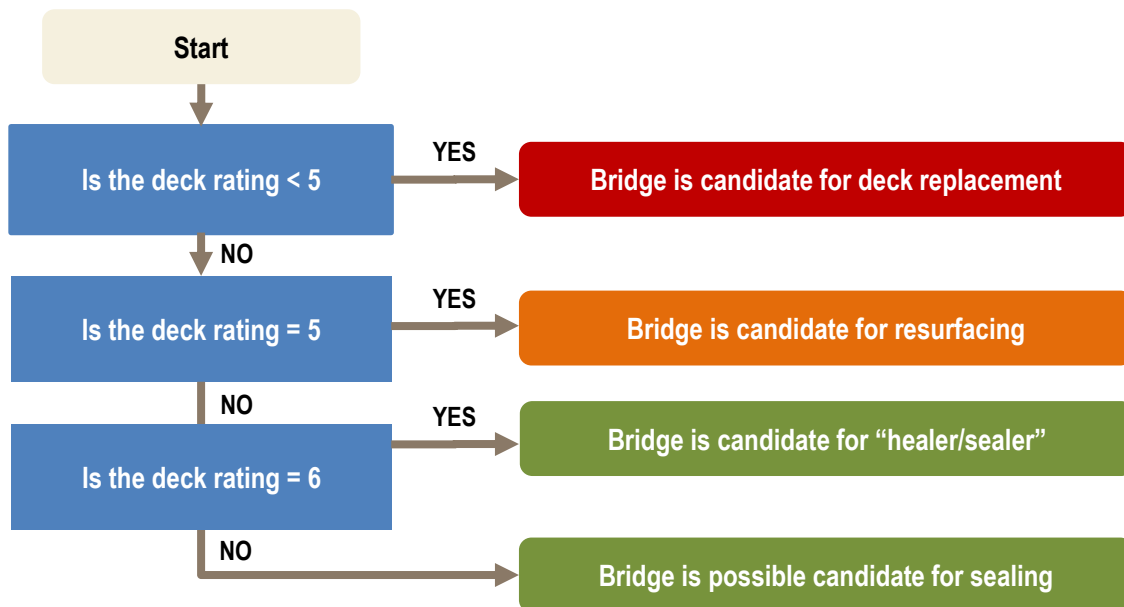 Start
Is the deck rating < 5
YES
Bridge is candidate for deck replacement
NO
Is the deck rating = 5
YES
Bridge is candidate for resurfacing
NO
Is the deck rating = 6
YES
Bridge is candidate for “healer/sealer”
NO
Bridge is possible candidate for sealing